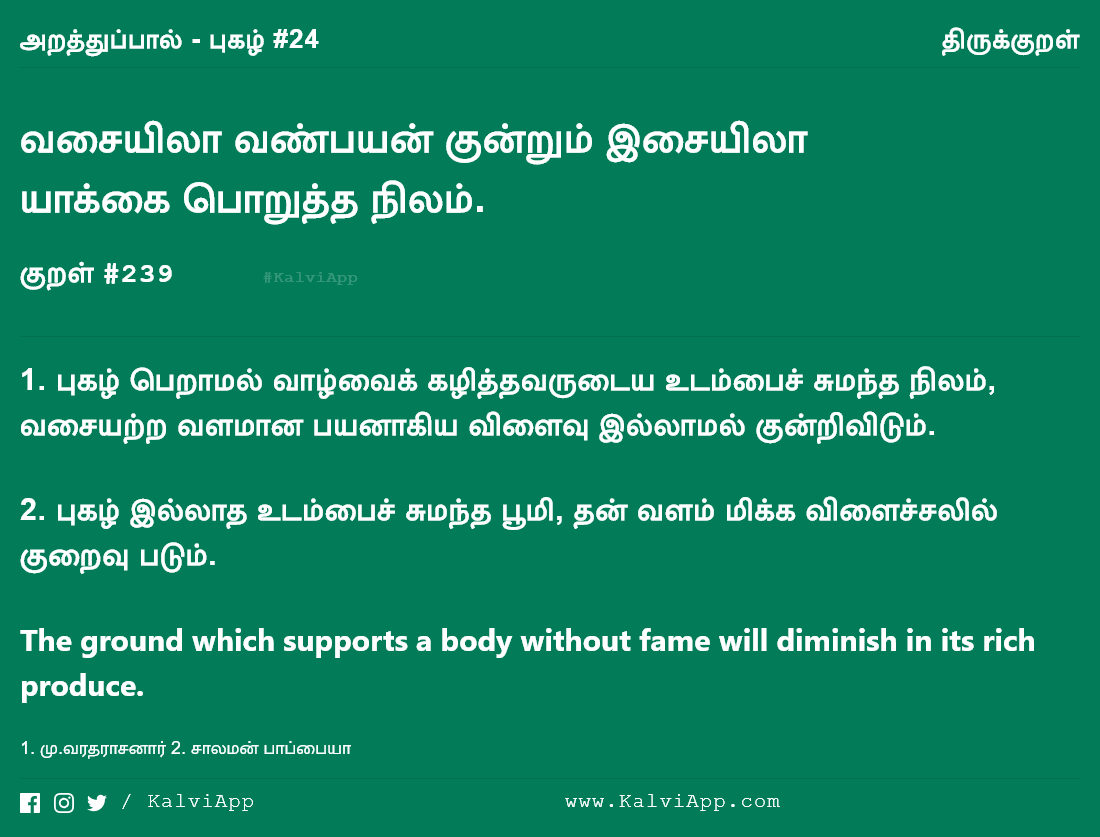 அறத்துப்பால் - புகழ் #24
திருக்குறள்
வசையிலா வண்பயன் குன்றும் இசையிலா
யாக்கை பொறுத்த நிலம்.
குறள் #239
#KalviApp
1. புகழ் பெறாமல் வாழ்வைக் கழித்தவருடைய உடம்பைச் சுமந்த நிலம்,
வசையற்ற வளமான பயனாகிய விளைவு இல்லாமல் குன்றிவிடும்.
2. புகழ் இல்லாத உடம்பைச் சுமந்த பூமி, தன் வளம் மிக்க விளைச்சலில்
குறைவு படும்.
The ground which supports a body without fame will diminish in its rich
produce.
1. மு.வரதராசனார் 2. சாலமன் பாப்பையா
/ KalviApp
www.KalviApp.com